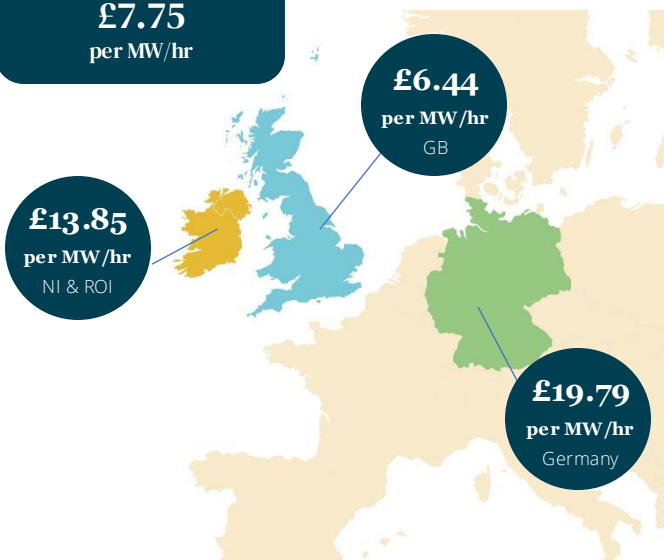 £7.75
per MW/hr
£6.44
per MW/hr
GB
£13.85
per MW/hr
NI & ROI
£19.79
per MW/hr
Germany